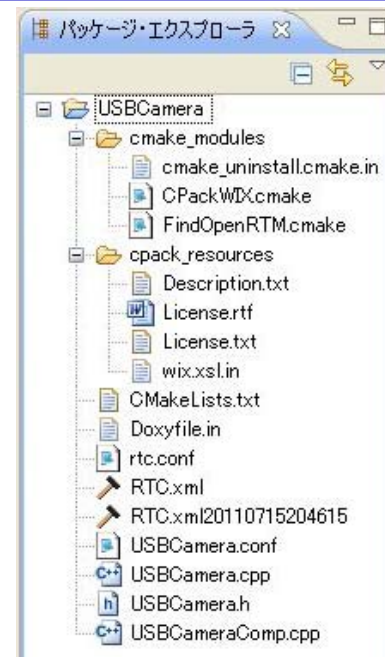 パッケージ・エクスプローラ
USBCamera
cmake_modules
cmake_uninstall.cmake.in
CPackWIX.cmake
FindOpenRTM.cmake
cpack_resources
Description.txt
License.rtf
License.txt
wix.xsl.in
CMakeLists.txt
Doxyfile.in
rtc.conf
RTC.xml
RTC.xml20110715204615
USBCamera.conf
USBCamera.cpp
USBCamera.h
USBCameraComp.cpp